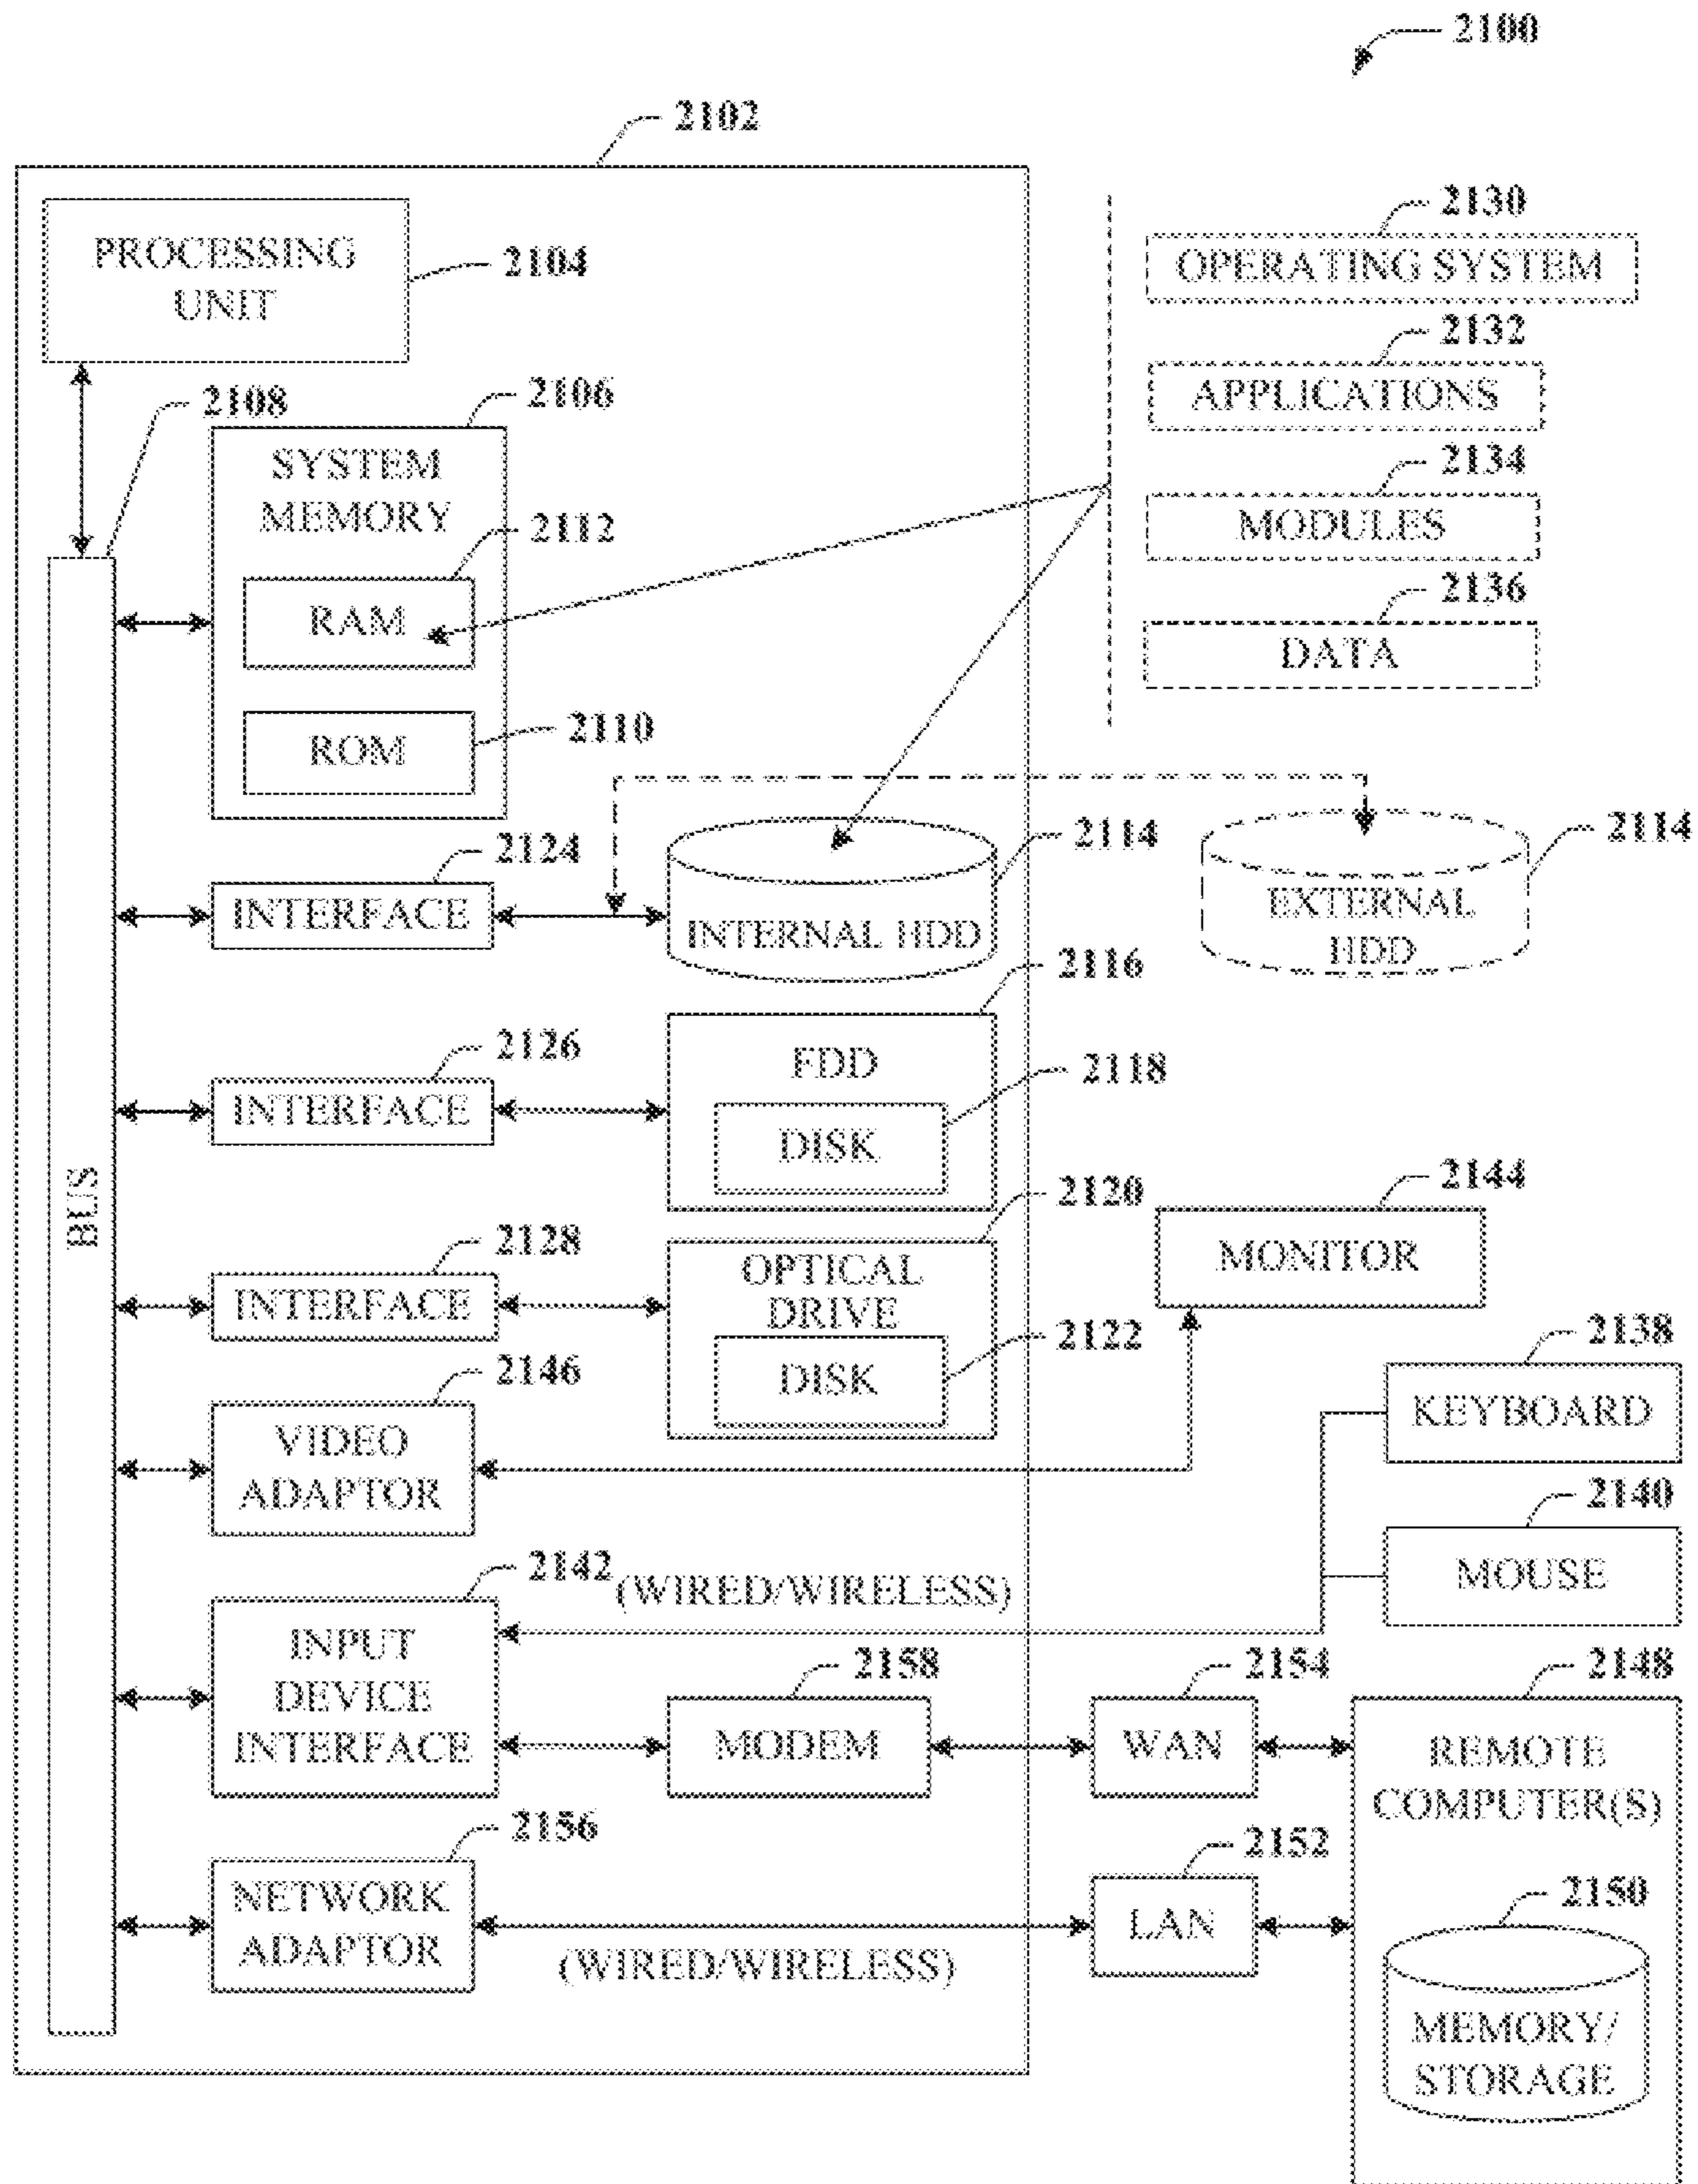 2100
2102
PROCESSING
UNIT
2104
2108
2106
SYSTEM
MEMORY
2112
RAM
2110
ROM
2130
OPERATING SYSTEM
2132
APPLICATIONS
2134
MODULES
2136
DATA
2124
INTERFACE
2114
INTERNAL HDD
2114
EXTERNAL
HDD
2126
INTERFACE
2116
FDD
2118
DISK
BUS
2128
INTERFACE
2120
OPTICAL
DRIVE
2122
DISK
2144
MONITOR
2146
VIDEO
ADAPTOR
2138
KEYBOARD
2140
MOUSE
2142
(WIRED/WIRELESS)
INPUT
DEVICE
INTERFACE
2158
MODEM
2154
WAN
2148
REMOTE
COMPUTER(S)
2156
NETWORK
ADAPTOR
(WIRED/WIRELESS)
2152
LAN
2150
MEMORY/
STORAGE